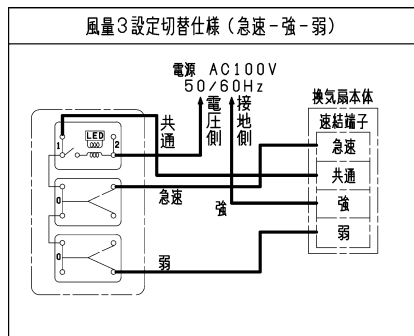 風量3設定切替仕様(急速-強-弱)
電源 AC100V
50/60Hz
換気扇本体
速結端子
急速
共通
強
弱
共通
電圧側
接地側
LED
1
2
0
急速
強
0
弱